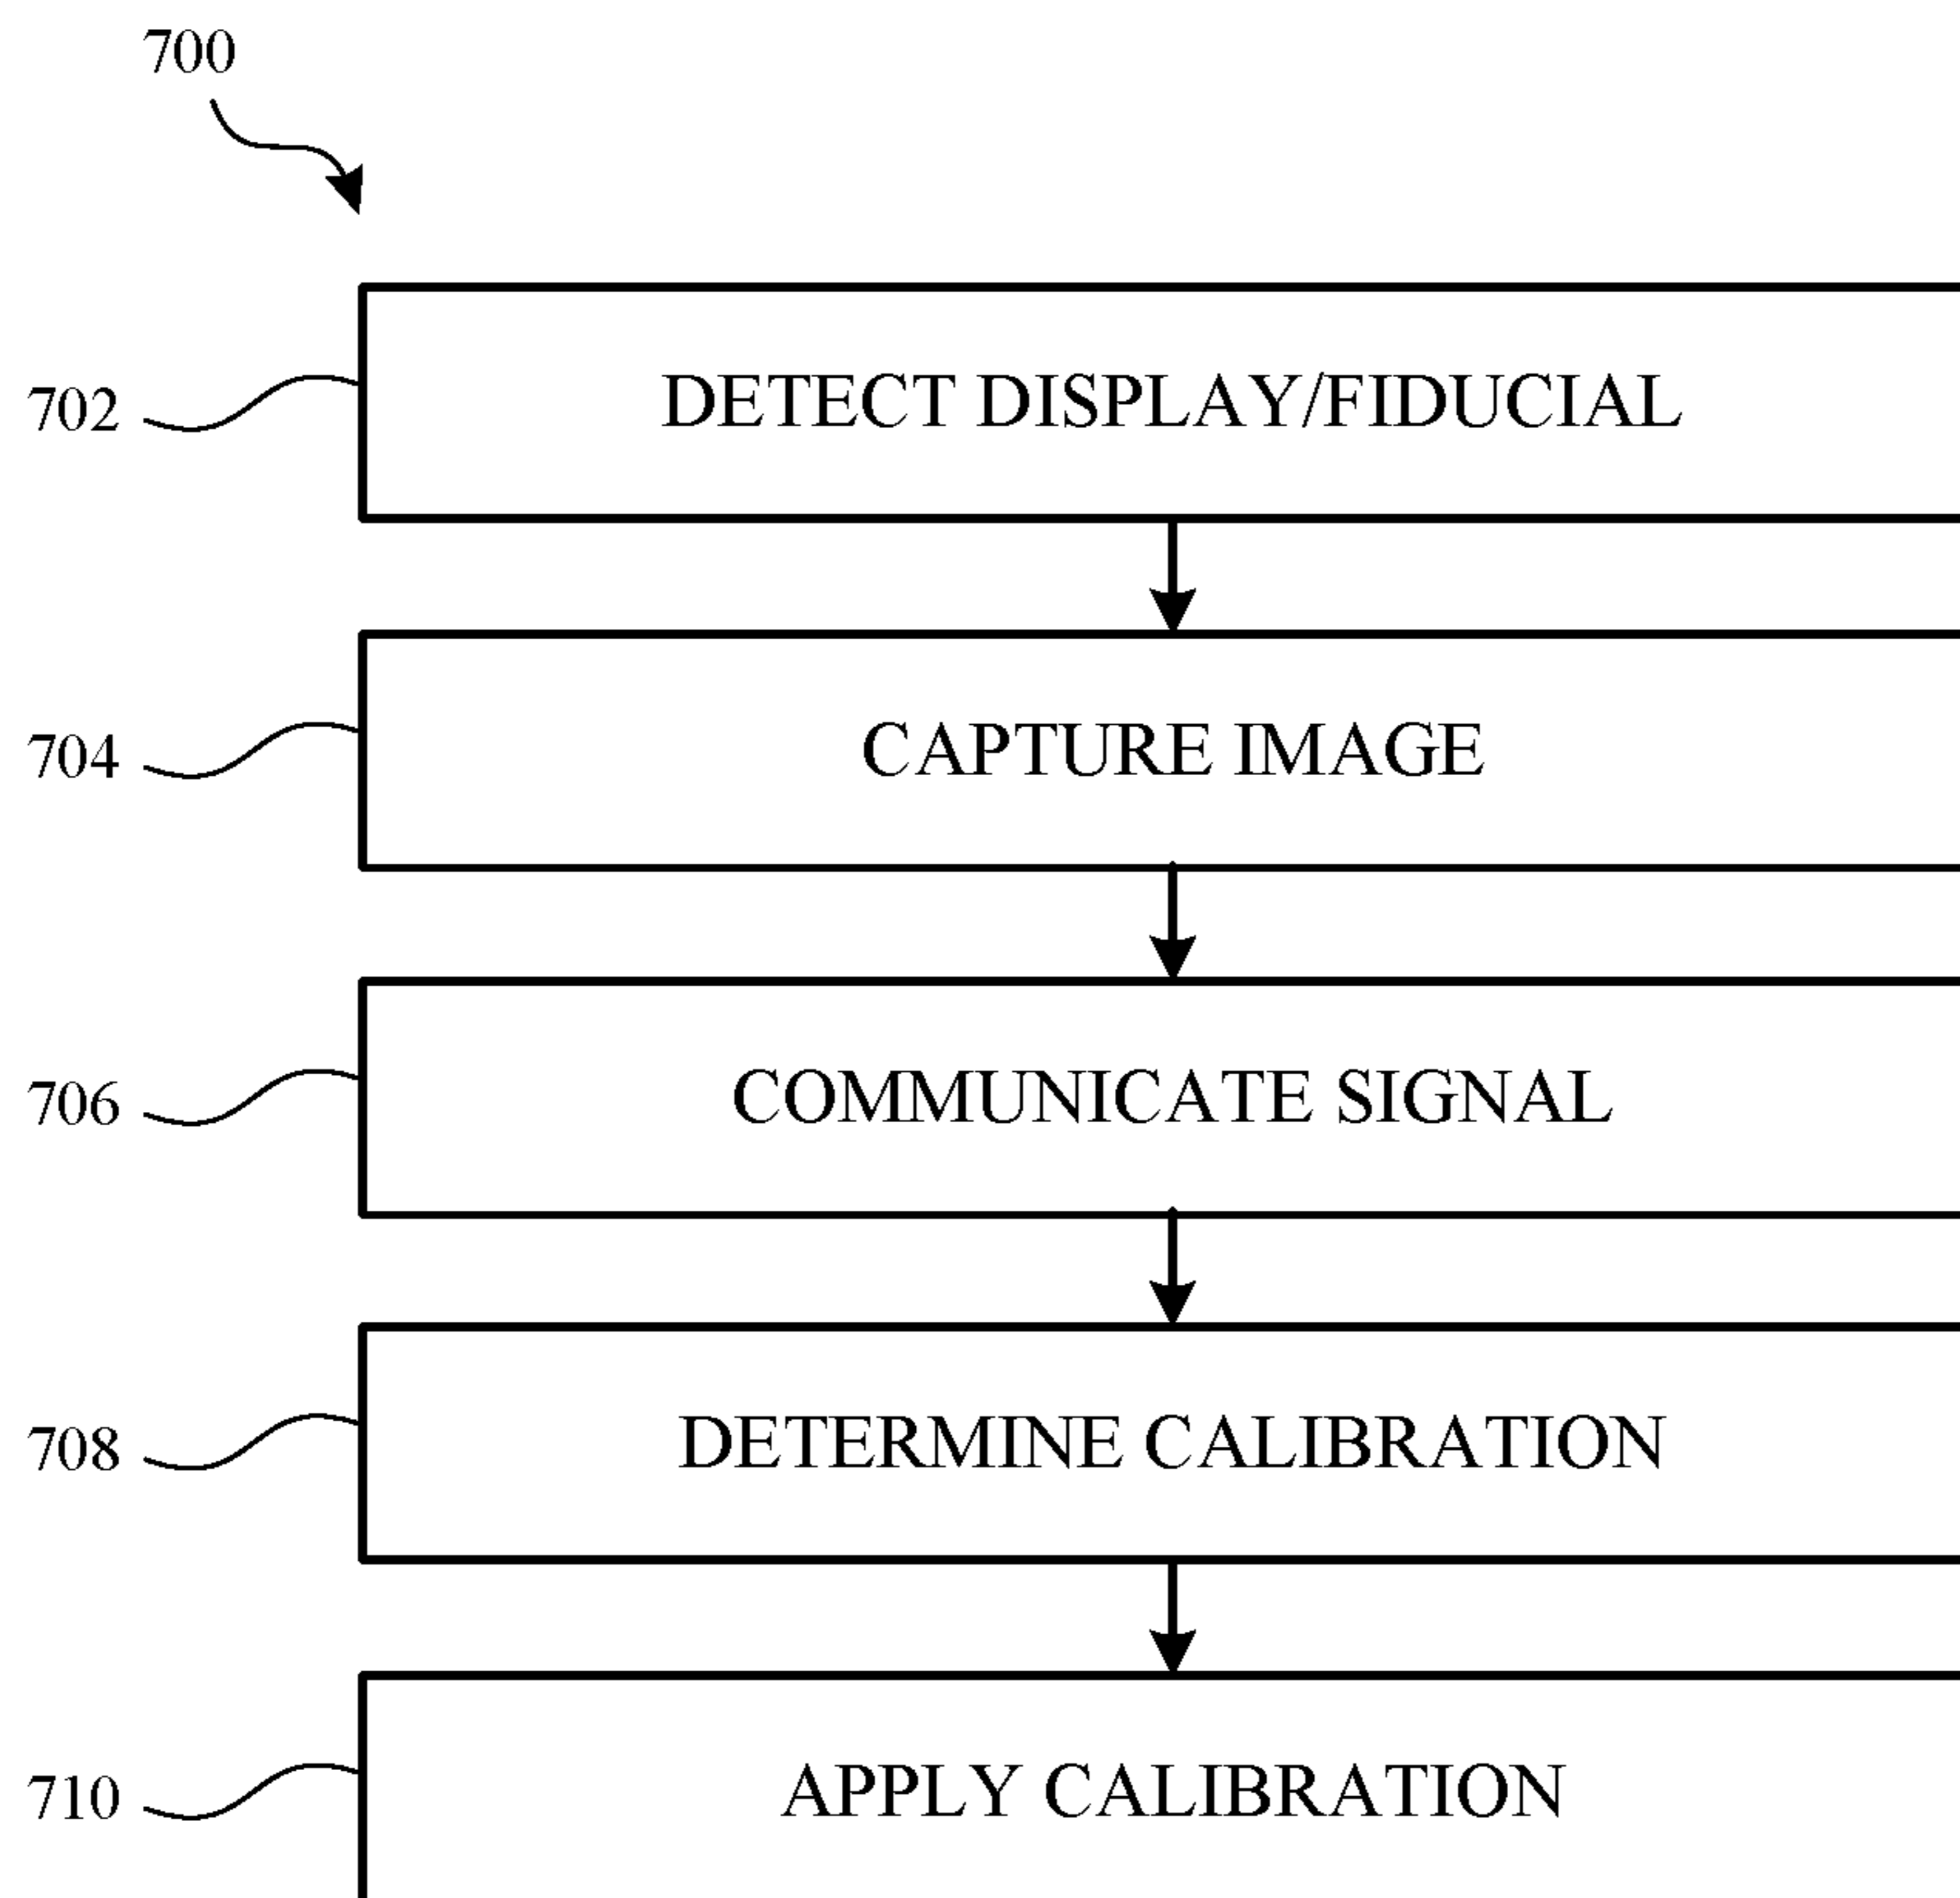 700
702 DETECT DISPLAY/FIDUCIAL
704 CAPTURE IMAGE
706 COMMUNICATE SIGNAL
708 DETERMINE CALIBRATION
710 APPLY CALIBRATION